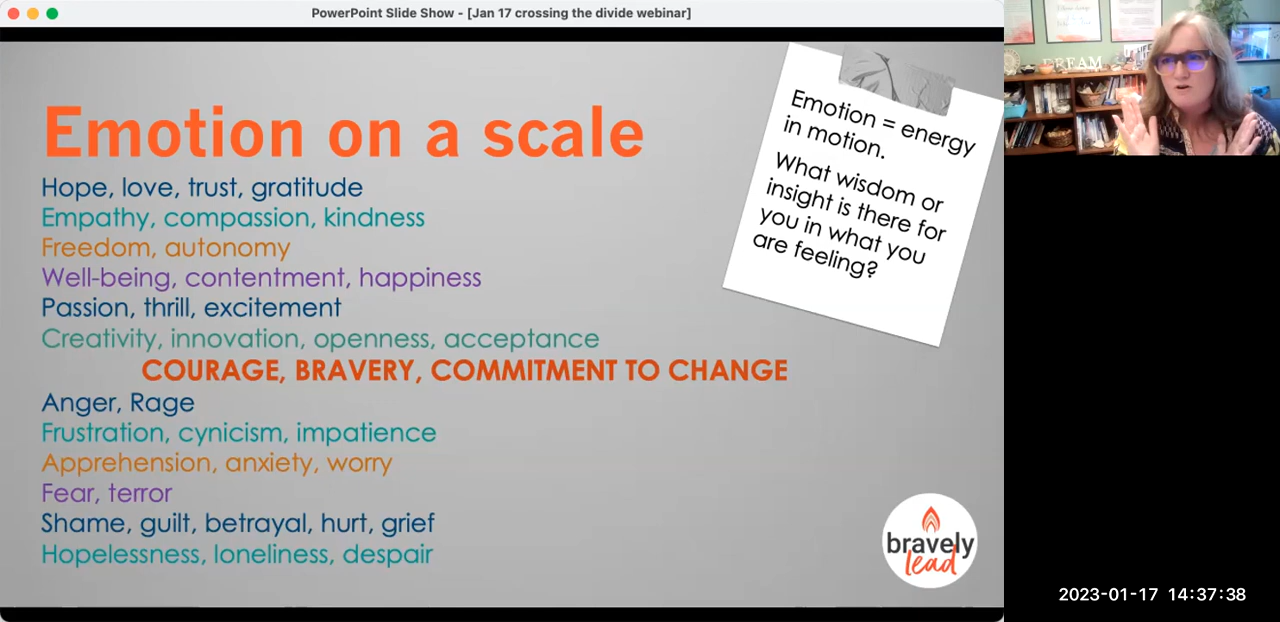 PowerPoint Slide Show - [Jan 17 crossing the divide webinar]
Emotion on a scale
Hope, love, trust, gratitude
Empathy, compassion, kindness
Freedom, autonomy
Well-being, contentment, happiness
Passion, thrill, excitement
Creativity, innovation, openness, acceptance
COURAGE, BRAVERY, COMMITMENT TO CHANGE
Anger, Rage
Frustration, cynicism, impatience
Apprehension, anxiety, worry
Fear, terror
Shame, guilt, betrayal, hurt, grief
Hopelessness, loneliness, despair
Emotion = energy
in motion.
What wisdom or
insight is there for
you in what you
are feeling?
bravely
lead
DREAM
2023-01-17 14:37:38